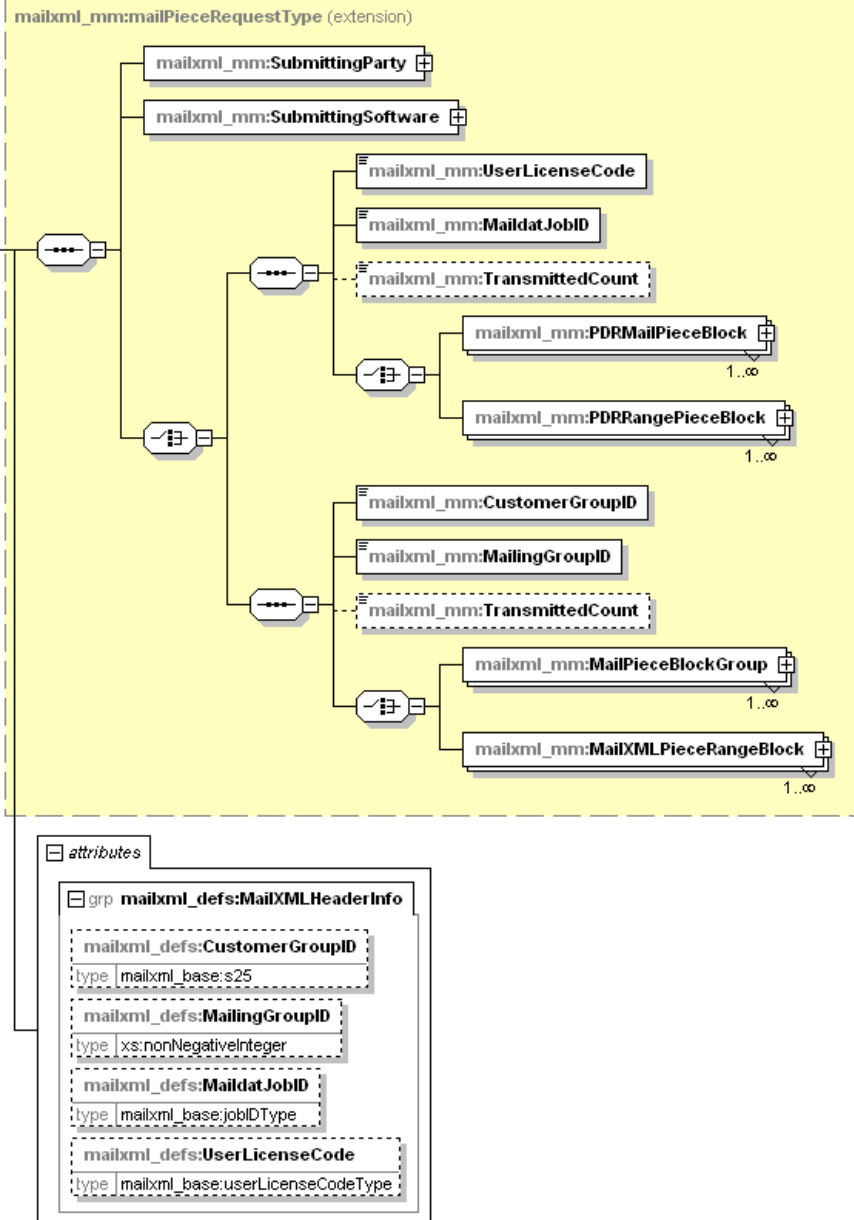 mailxml_mm:mailPieceRequestType (extension)
mailxml_mm:SubmittingParty
mailxml_mm:SubmittingSoftware
mailxml_mm:UserLicenseCode
mailxml_mm:MaildatJobID
mailxml_mm:TransmittedCount
mailxml_mm:PDRMailPieceBlock
1..∞
mailxml_mm:PDRRangePieceBlock
1..∞
mailxml_mm:CustomerGroupID
mailxml_mm:MailingGroupID
mailxml_mm:TransmittedCount
mailxml_mm:MailPieceBlockGroup
1..∞
mailxml_mm:MailXMLPieceRangeBlock
1..∞
attributes
grp mailxml_defs:MailXMLHeaderInfo
mailxml_defs:CustomerGroupID
type mailxml_base:s25
mailxml_defs:MailingGroupID
type xs:nonNegativeInteger
mailxml_defs:MaildatJobID
type mailxml_base:jobIDType
mailxml_defs:UserLicenseCode
type mailxml_base:userLicenseCodeType